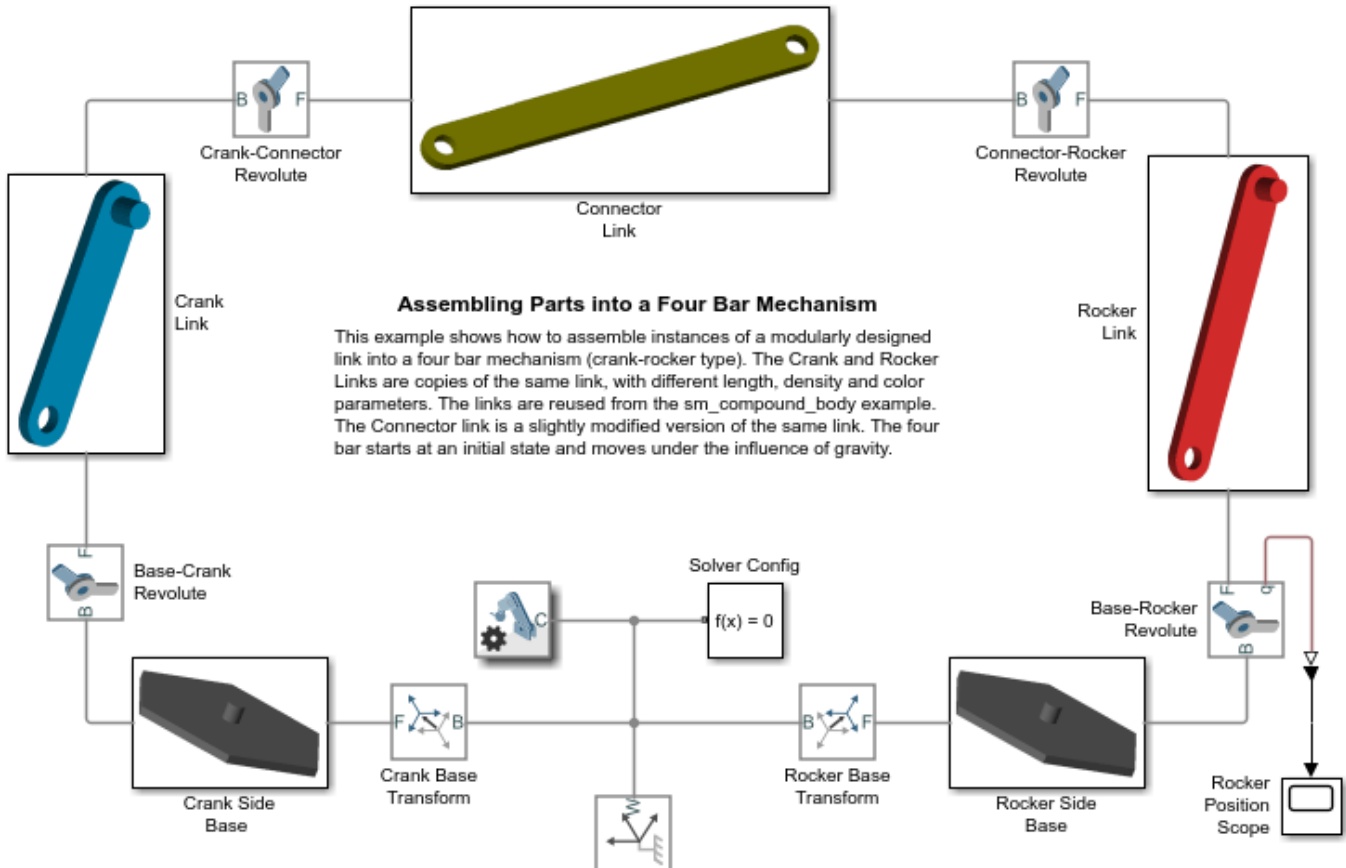 B
F
Crank-Connector
Revolute
Connector
Link
B
F
Connector-Rocker
Revolute
Crank
Link
Rocker
Link
Assembling Parts into a Four Bar Mechanism
This example shows how to assemble instances of a modularly designed
link into a four bar mechanism (crank-rocker type). The Crank and Rocker
Links are copies of the same link, with different length, density and color
parameters. The links are reused from the sm_compound_body example.
The Connector link is a slightly modified version of the same link. The four
bar starts at an initial state and moves under the influence of gravity.
F
B
Base-Crank
Revolute
C
Solver Config
f(x) = 0
F
q
B
Base-Rocker
Revolute
Crank Side
Base
F
B
Crank Base
Transform
W
B
F
Rocker Base
Transform
Rocker Side
Base
Rocker
Position
Scope